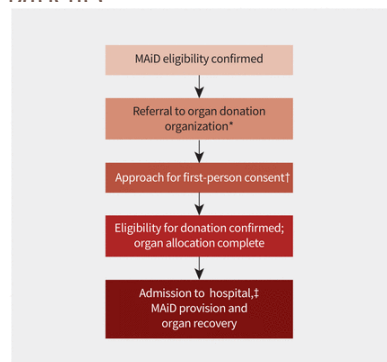 MAiD eligibility confirmed
Referral to organ donation
organization*
Approach for first-person consent†
Eligibility for donation confirmed;
organ allocation complete
Admission to hospital,‡
MAiD provision and
organ recovery